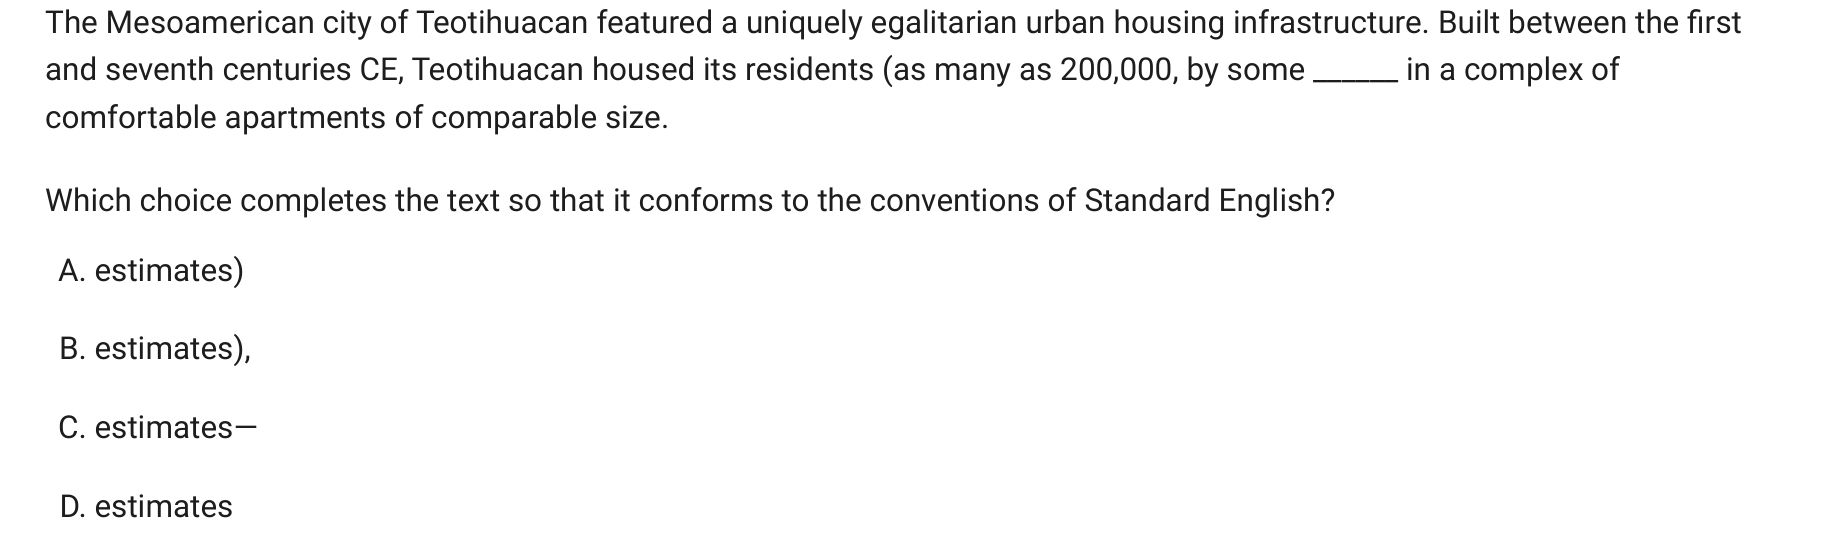 The Mesoamerican city of Teotihuacan featured a uniquely egalitarian urban housing infrastructure. Built between the first
and seventh centuries CE, Teotihuacan housed its residents (as many as 200,000, by some ______ in a complex of
comfortable apartments of comparable size.
Which choice completes the text so that it conforms to the conventions of Standard English?
A. estimates)
B. estimates),
C. estimates—
D. estimates